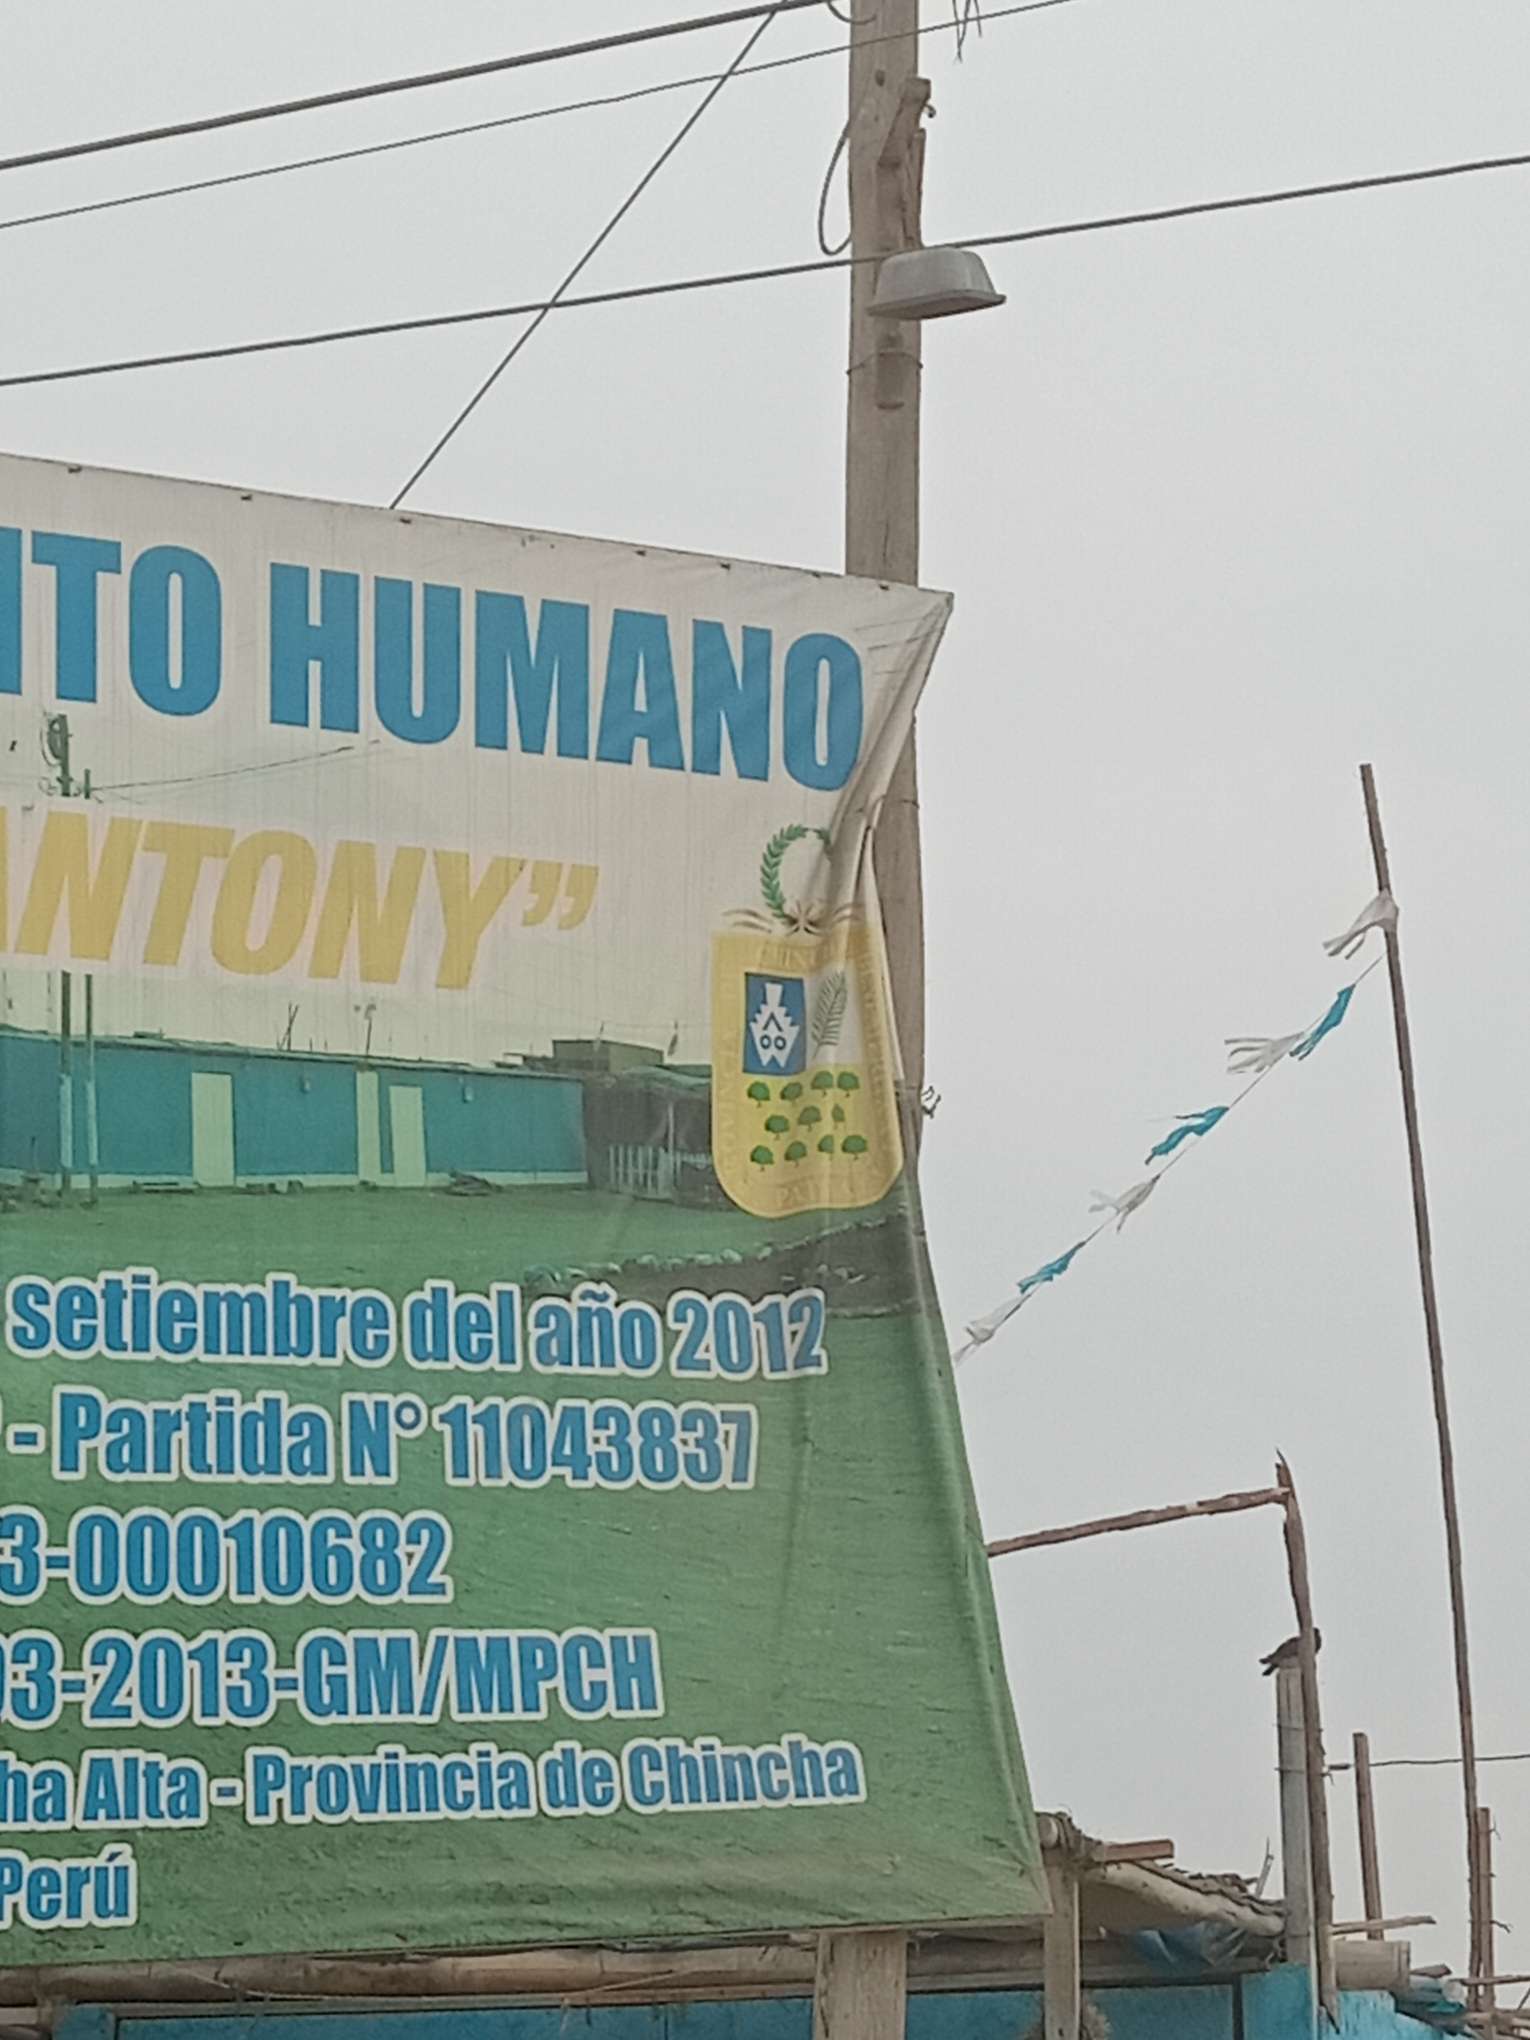 NTO HUMANO
ANTONY”
setiembre del año 2012
- Partida N° 11043837
3-00010682
03-2013-GM/MPCH
ha Alta - Provincia de Chincha
Perú